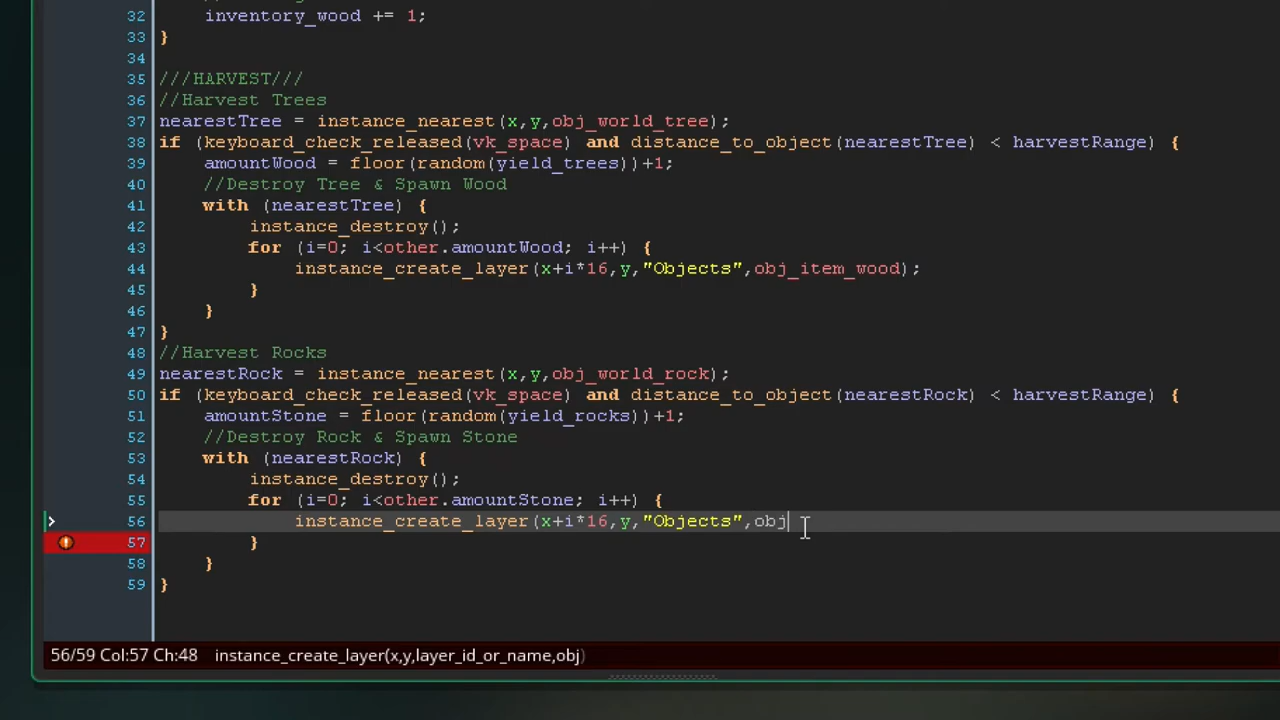 32 inventory_wood += 1;
33 }
34
35 ///HARVEST///
36 //Harvest Trees
37 nearestTree = instance_nearest(x,y,obj_world_tree);
38 if (keyboard_check_released(vk_space) and distance_to_object(nearestTree) < harvestRange) {
39 amountWood = floor(random(yield_trees))+1;
40 //Destroy Tree & Spawn Wood
41 with (nearestTree) {
42 instance_destroy();
43 for (i=0; i<other.amountWood; i++) {
44 instance_create_layer(x+i*16,y,"Objects",obj_item_wood);
45 }
46 }
47 }
48 //Harvest Rocks
49 nearestRock = instance_nearest(x,y,obj_world_rock);
50 if (keyboard_check_released(vk_space) and distance_to_object(nearestRock) < harvestRange) {
51 amountStone = floor(random(yield_rocks))+1;
52 //Destroy Rock & Spawn Stone
53 with (nearestRock) {
54 instance_destroy();
55 for (i=0; i<other.amountStone; i++) {
56 instance_create_layer(x+i*16,y,"Objects",obj
57 }
58 }
59 }
56/59 Col:57 Ch:48 instance_create_layer(x,y,layer_id_or_name,obj)